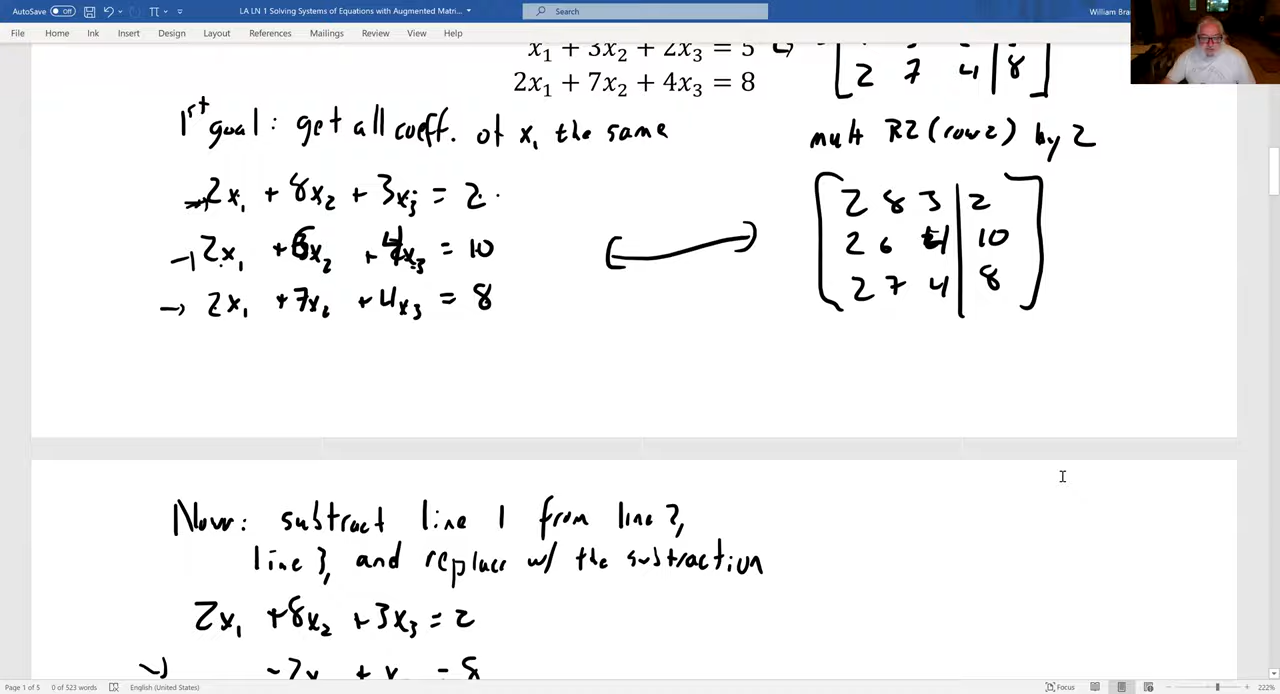 AutoSave Off LA LN 1 Solving Systems of Equations with Augmented Matri... Search William Bra
File Home Ink Insert Design Layout References Mailings Review View Help
x₁ + 3x₂ + 2x₃ = 5
2x₁ + 7x₂ + 4x₃ = 8
2 7 4 | 8
1st goal: get all coeff. of x₁ the same
mult R2 (row 2) by 2
2x₁ + 8x₂ + 3x₃ = 2
2x₁ + 6x₂ + 4x₃ = 10
2x₁ + 7x₂ + 4x₃ = 8
2 8 3 | 2
2 6 4 | 10
2 7 4 | 8
Now: subtract line 1 from line 2,
line 3, and replace w/ the subtraction
2x₁ + 8x₂ + 3x₃ = 2
Page 1 of 5 0 of 523 words English (United States) Focus 222%